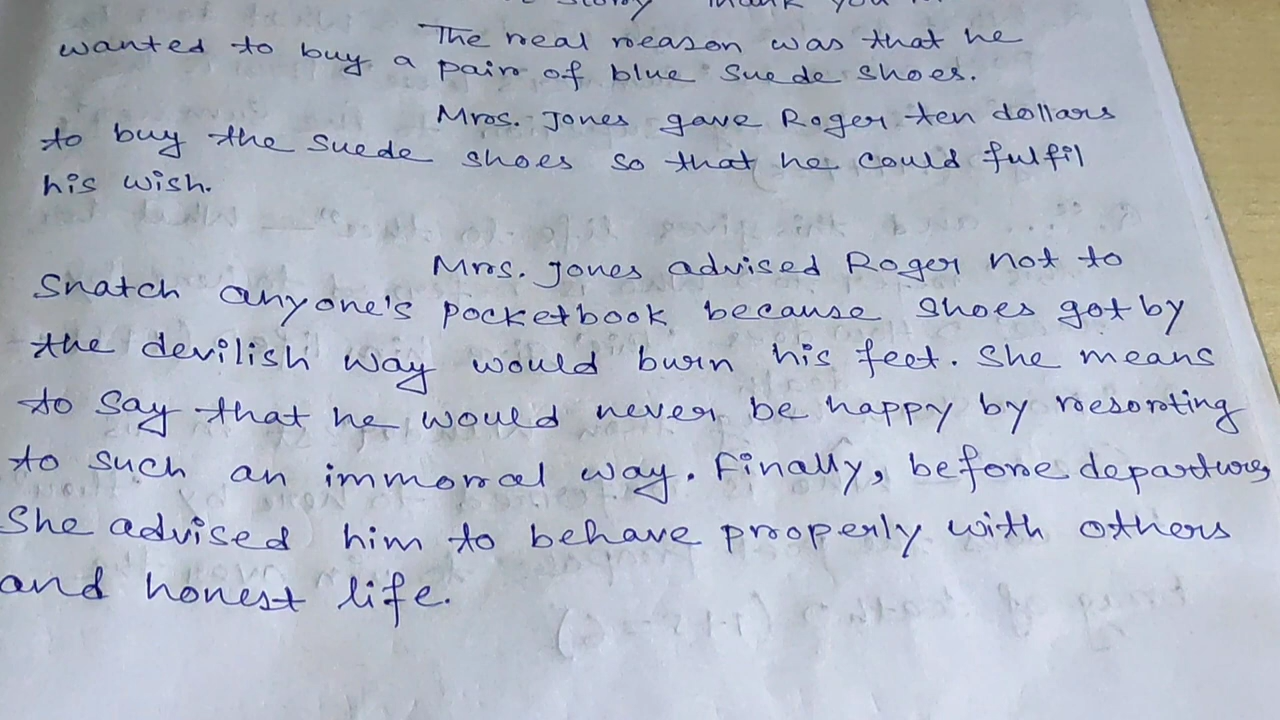 story Thank you
The real reason was that he
wanted to buy a pair of blue suede shoes.
Mrs. Jones gave Roger ten dollars
to buy the suede shoes so that he could fulfil
his wish.
Mrs. Jones advised Roger not to
snatch anyone's pocketbook because shoes got by
the devilish way would burn his feet. She means
to say that he would never be happy by resorting
to such an immoral way. Finally, before departure,
She advised him to behave properly with others
and honest life.